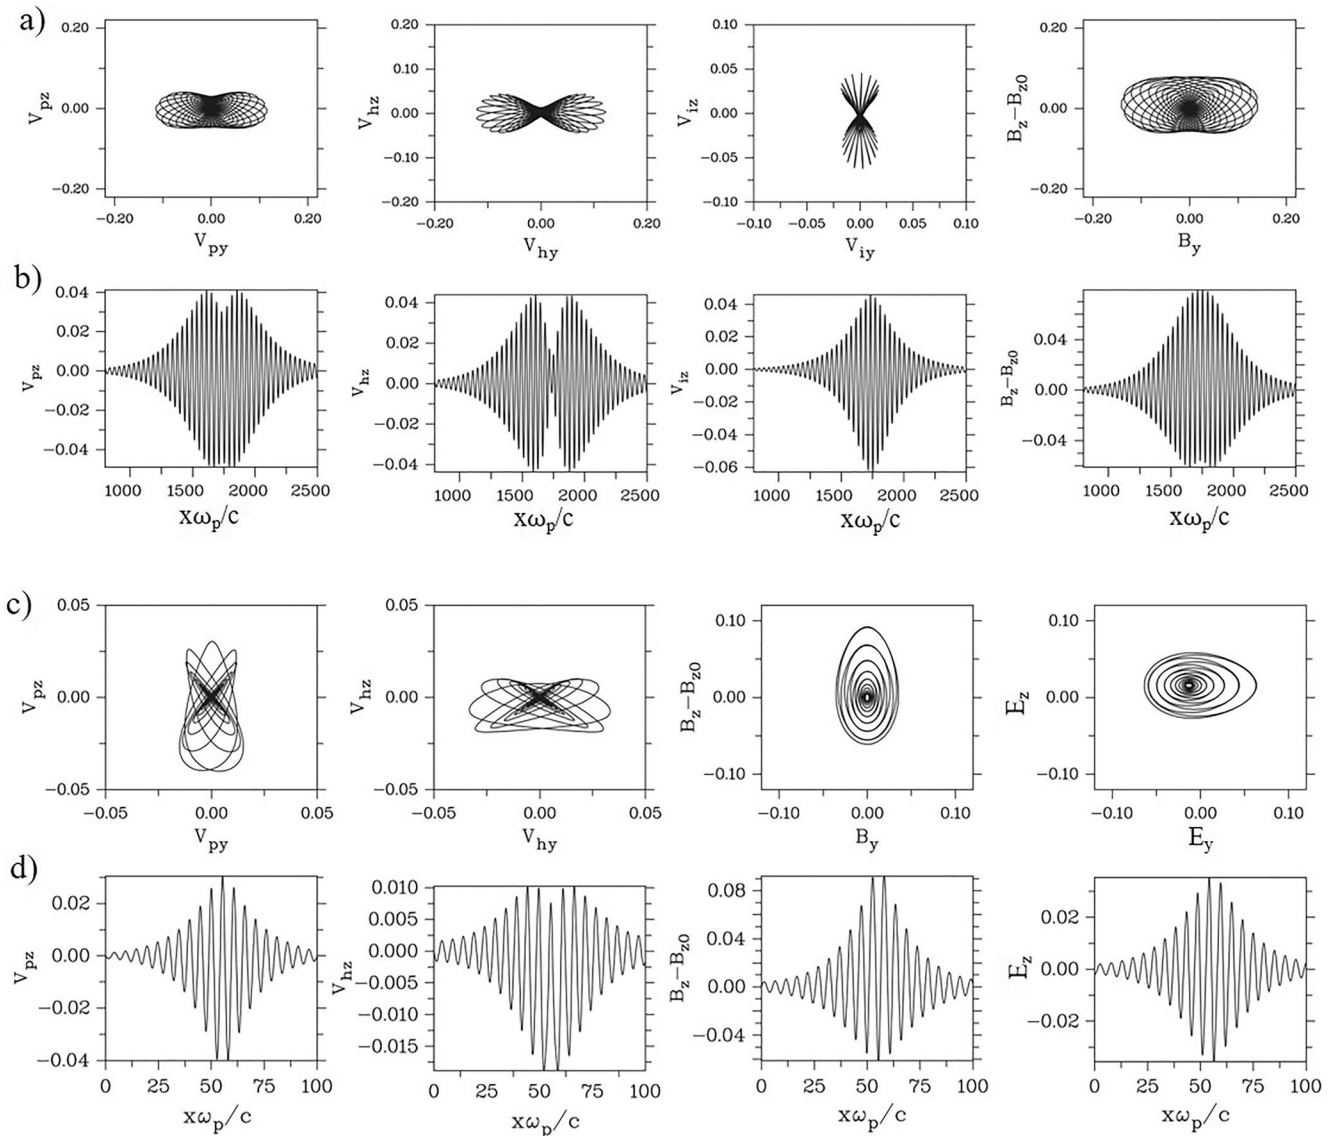 a)
0.20
0.00
−0.20
V_pz
−0.20 0.00 0.20
V_py
0.20
0.10
0.00
−0.10
−0.20
V_hz
−0.20 0.00 0.20
V_hy
0.10
0.05
0.00
−0.05
−0.10
V_iz
−0.10 −0.05 0.00 0.05 0.10
V_iy
0.20
0.00
−0.20
B_z−B_z0
−0.20 0.00 0.20
B_y
b)
0.04
0.02
0.00
−0.02
−0.04
V_pz
1000 1500 2000 2500
xω_p/c
0.04
0.02
0.00
−0.02
−0.04
V_hz
1000 1500 2000 2500
xω_p/c
0.04
0.02
0.00
−0.02
−0.04
−0.06
V_iz
1000 1500 2000 2500
xω_p/c
0.04
0.00
−0.04
B_z−B_z0
1000 1500 2000 2500
xω_p/c
c)
0.05
0.00
−0.05
V_pz
−0.05 0.00 0.05
V_py
0.05
0.00
−0.05
V_hz
−0.05 0.00 0.05
V_hy
0.10
0.00
−0.10
B_z−B_z0
−0.10 0.00 0.10
B_y
0.10
0.00
−0.10
E_z
−0.10 0.00 0.10
E_y
d)
0.02
0.00
−0.02
−0.04
V_pz
0 25 50 75 100
xω_p/c
0.010
0.005
0.000
−0.005
−0.010
−0.015
V_hz
0 25 50 75 100
xω_p/c
0.08
0.04
0.00
−0.04
B_z−B_z0
0 25 50 75 100
xω_p/c
0.02
0.00
−0.02
E_z
0 25 50 75 100
xω_p/c